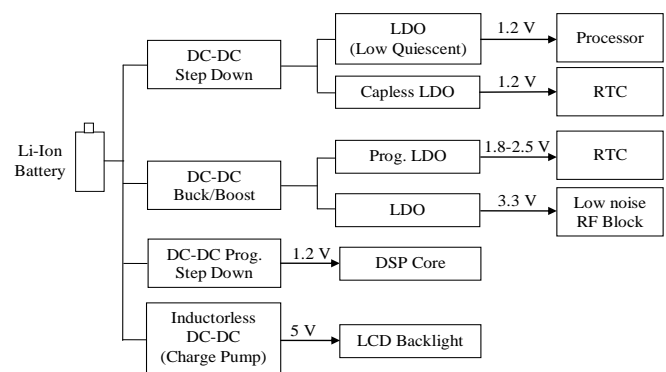 Li-Ion
Battery
DC-DC
Step Down
LDO
(Low Quiescent)
1.2 V
Processor
Capless LDO
1.2 V
RTC
DC-DC
Buck/Boost
Prog. LDO
1.8-2.5 V
RTC
LDO
3.3 V
Low noise
RF Block
DC-DC Prog.
Step Down
1.2 V
DSP Core
Inductorless
DC-DC
(Charge Pump)
5 V
LCD Backlight